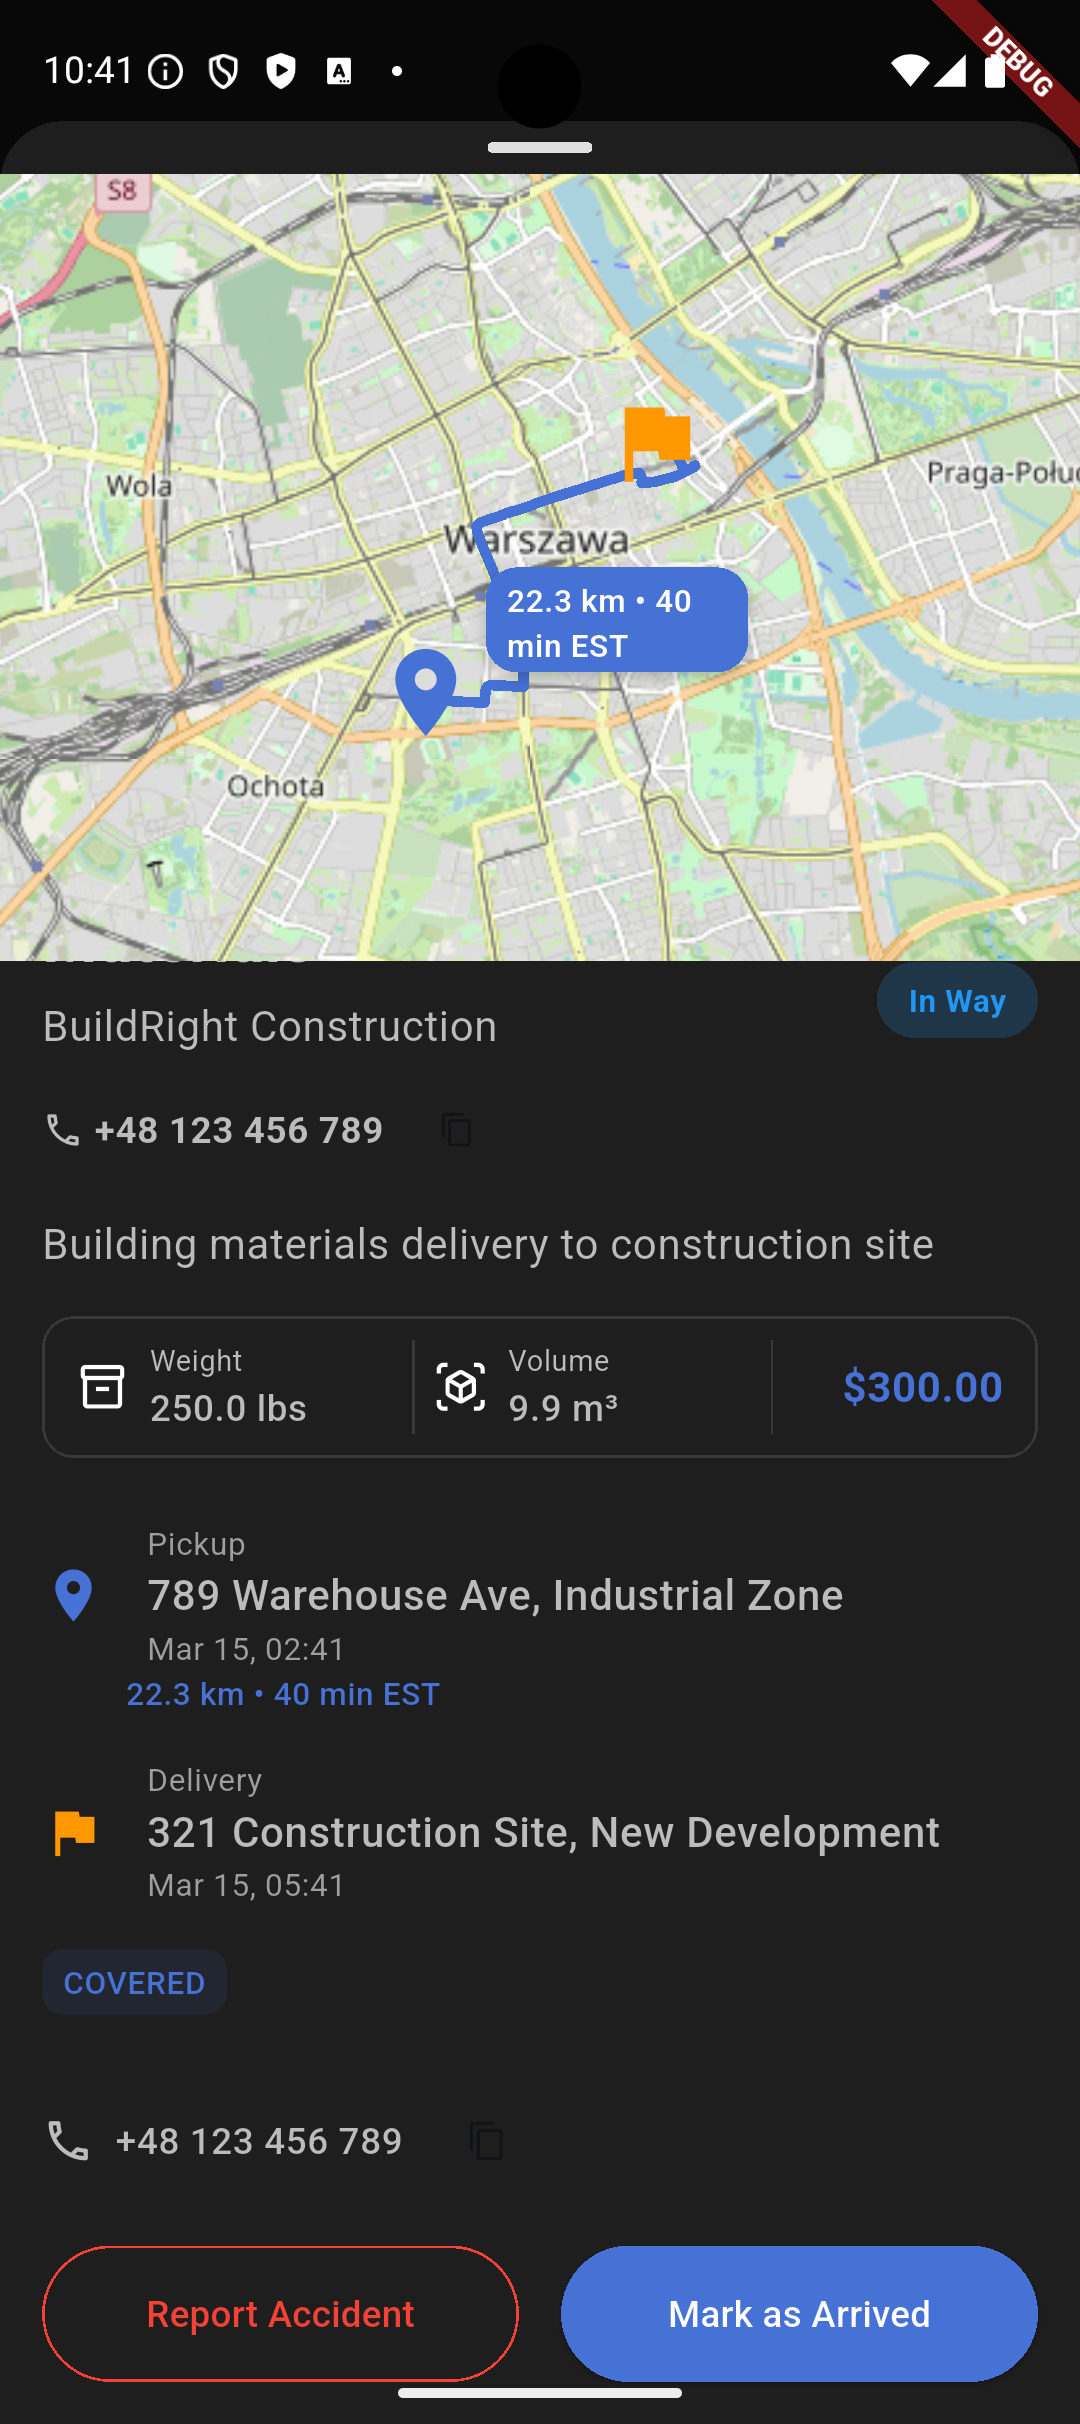 10:41
DEBUG
S8
Wola
Praga-Połud
Warszawa
22.3 km • 40
min EST
Ochota
In Way
BuildRight Construction
+48 123 456 789
Building materials delivery to construction site
Weight
250.0 lbs
Volume
9.9 m³
$300.00
Pickup
789 Warehouse Ave, Industrial Zone
Mar 15, 02:41
22.3 km • 40 min EST
Delivery
321 Construction Site, New Development
Mar 15, 05:41
COVERED
+48 123 456 789
Report Accident
Mark as Arrived